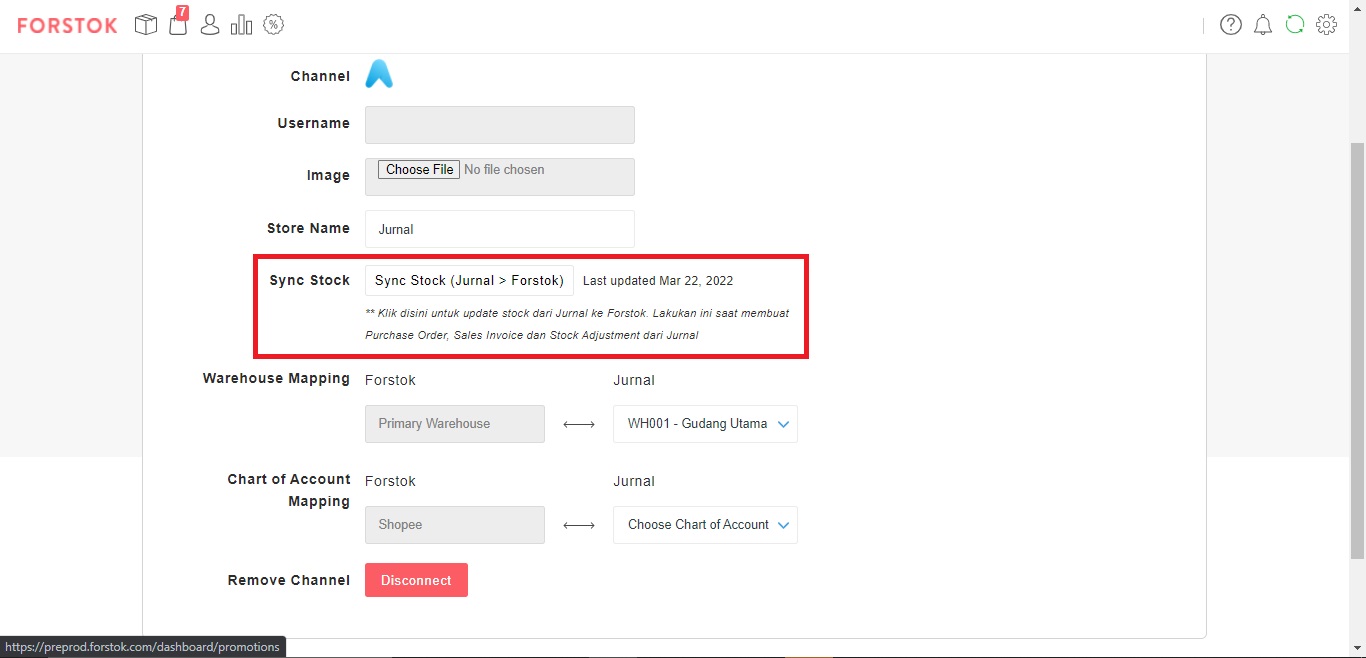 FORSTOK
7
Channel
Username
Image Choose File No file chosen
Store Name Jurnal
Sync Stock Sync Stock (Jurnal > Forstok) Last updated Mar 22, 2022
** Klik disini untuk update stock dari Jurnal ke Forstok. Lakukan ini saat membuat
Purchase Order, Sales Invoice dan Stock Adjustment dari Jurnal
Warehouse Mapping Forstok Jurnal
Primary Warehouse WH001 - Gudang Utama
Chart of Account Forstok Jurnal
Mapping
Shopee Choose Chart of Account
Remove Channel Disconnect
https://preprod.forstok.com/dashboard/promotions